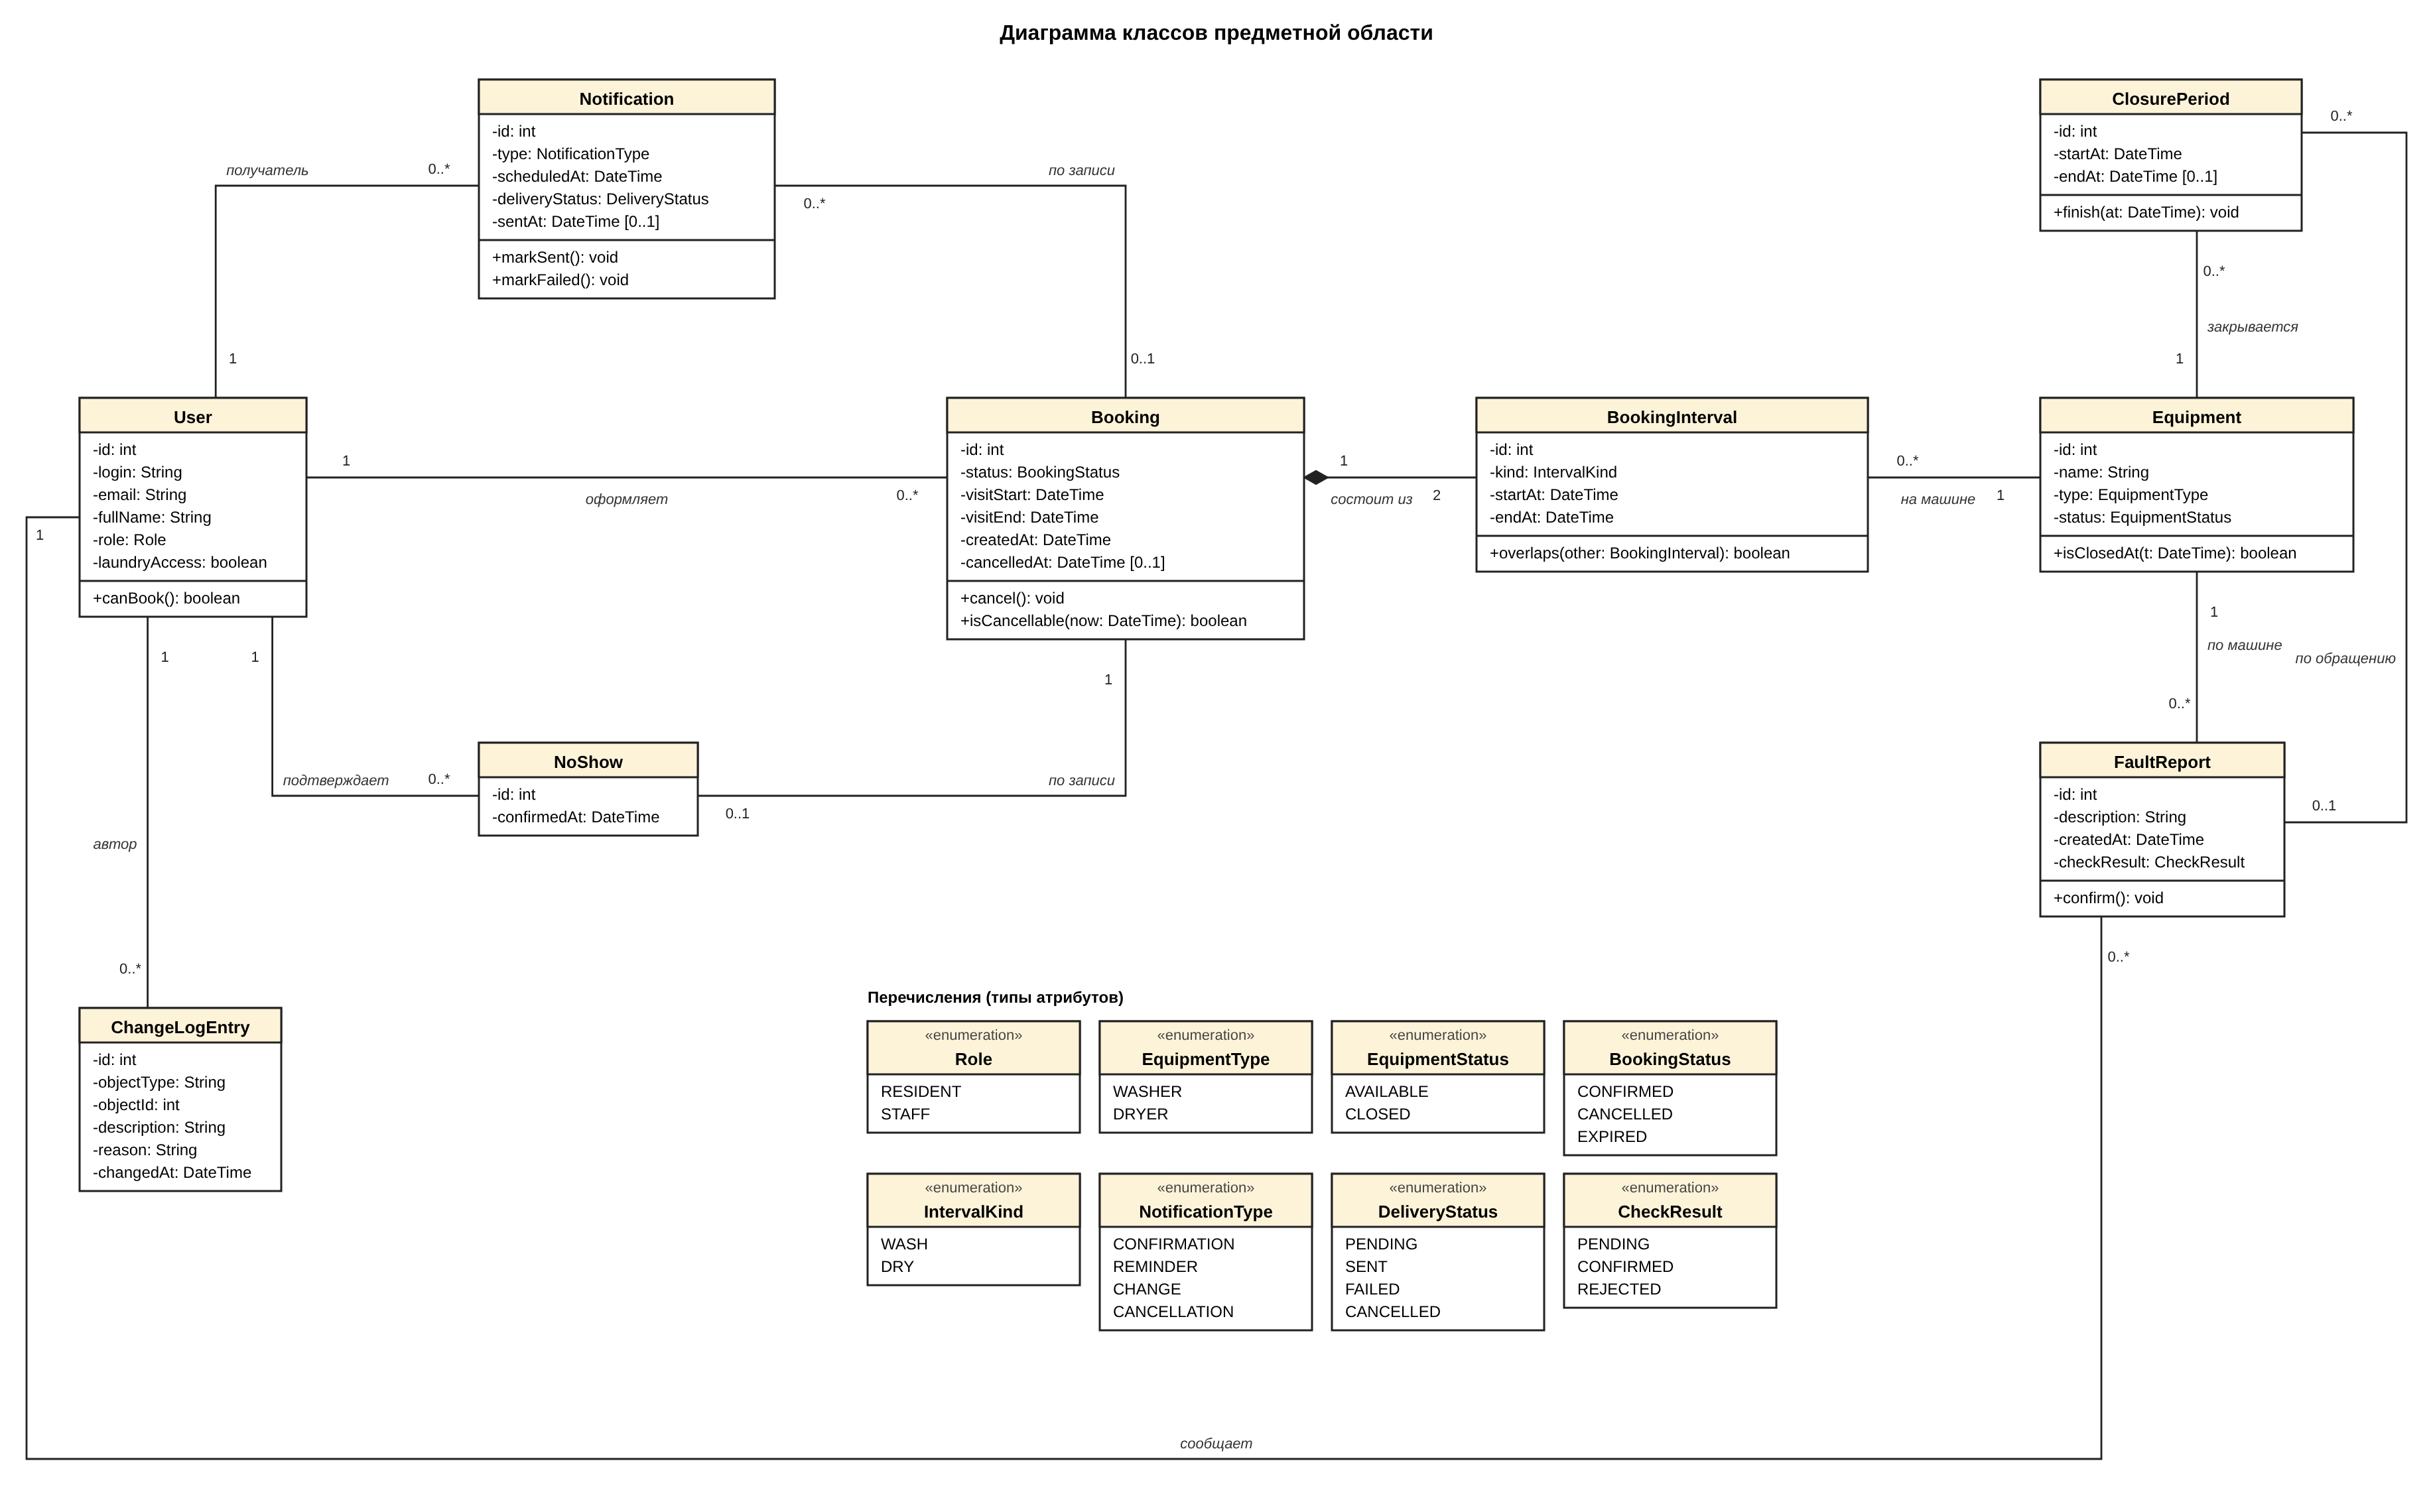 Диаграмма классов предметной области
Notification
-id: int
-type: NotificationType
-scheduledAt: DateTime
-deliveryStatus: DeliveryStatus
-sentAt: DateTime [0..1]
+markSent(): void
+markFailed(): void
ClosurePeriod
-id: int
-startAt: DateTime
-endAt: DateTime [0..1]
+finish(at: DateTime): void
0..*
получатель
0..*
по записи
0..*
0..*
закрывается
1
1
0..1
User
-id: int
-login: String
-email: String
-fullName: String
-role: Role
-laundryAccess: boolean
+canBook(): boolean
1
оформляет
0..*
Booking
-id: int
-status: BookingStatus
-visitStart: DateTime
-visitEnd: DateTime
-createdAt: DateTime
-cancelledAt: DateTime [0..1]
+cancel(): void
+isCancellable(now: DateTime): boolean
1
состоит из
2
BookingInterval
-id: int
-kind: IntervalKind
-startAt: DateTime
-endAt: DateTime
+overlaps(other: BookingInterval): boolean
0..*
на машине
1
Equipment
-id: int
-name: String
-type: EquipmentType
-status: EquipmentStatus
+isClosedAt(t: DateTime): boolean
1
1
по машине
по обращению
0..*
1
1
1
подтверждает
0..*
NoShow
-id: int
-confirmedAt: DateTime
0..1
по записи
FaultReport
-id: int
-description: String
-createdAt: DateTime
-checkResult: CheckResult
+confirm(): void
0..1
0..*
автор
0..*
ChangeLogEntry
-id: int
-objectType: String
-objectId: int
-description: String
-reason: String
-changedAt: DateTime
Перечисления (типы атрибутов)
«enumeration»
Role
RESIDENT
STAFF
«enumeration»
EquipmentType
WASHER
DRYER
«enumeration»
EquipmentStatus
AVAILABLE
CLOSED
«enumeration»
BookingStatus
CONFIRMED
CANCELLED
EXPIRED
«enumeration»
IntervalKind
WASH
DRY
«enumeration»
NotificationType
CONFIRMATION
REMINDER
CHANGE
CANCELLATION
«enumeration»
DeliveryStatus
PENDING
SENT
FAILED
CANCELLED
«enumeration»
CheckResult
PENDING
CONFIRMED
REJECTED
сообщает